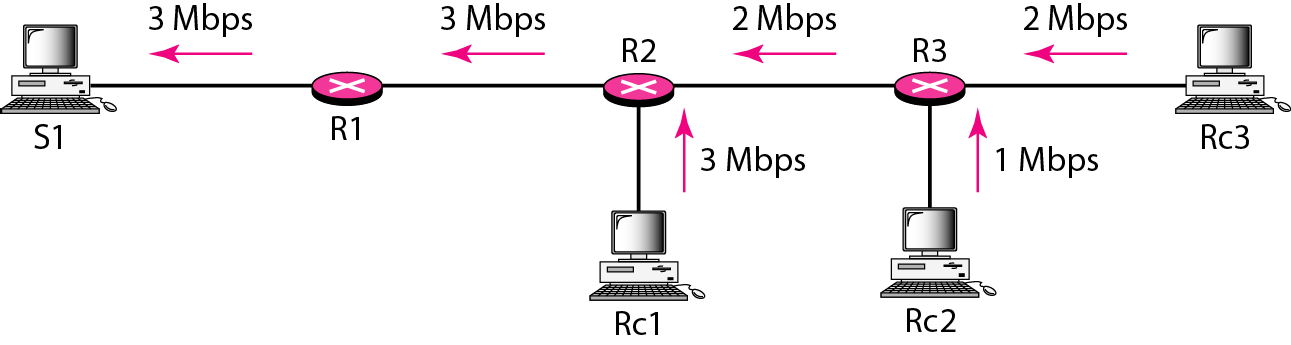 3 Mbps
3 Mbps
2 Mbps
2 Mbps
R2
R3
S1
R1
Rc3
3 Mbps
1 Mbps
Rc1
Rc2